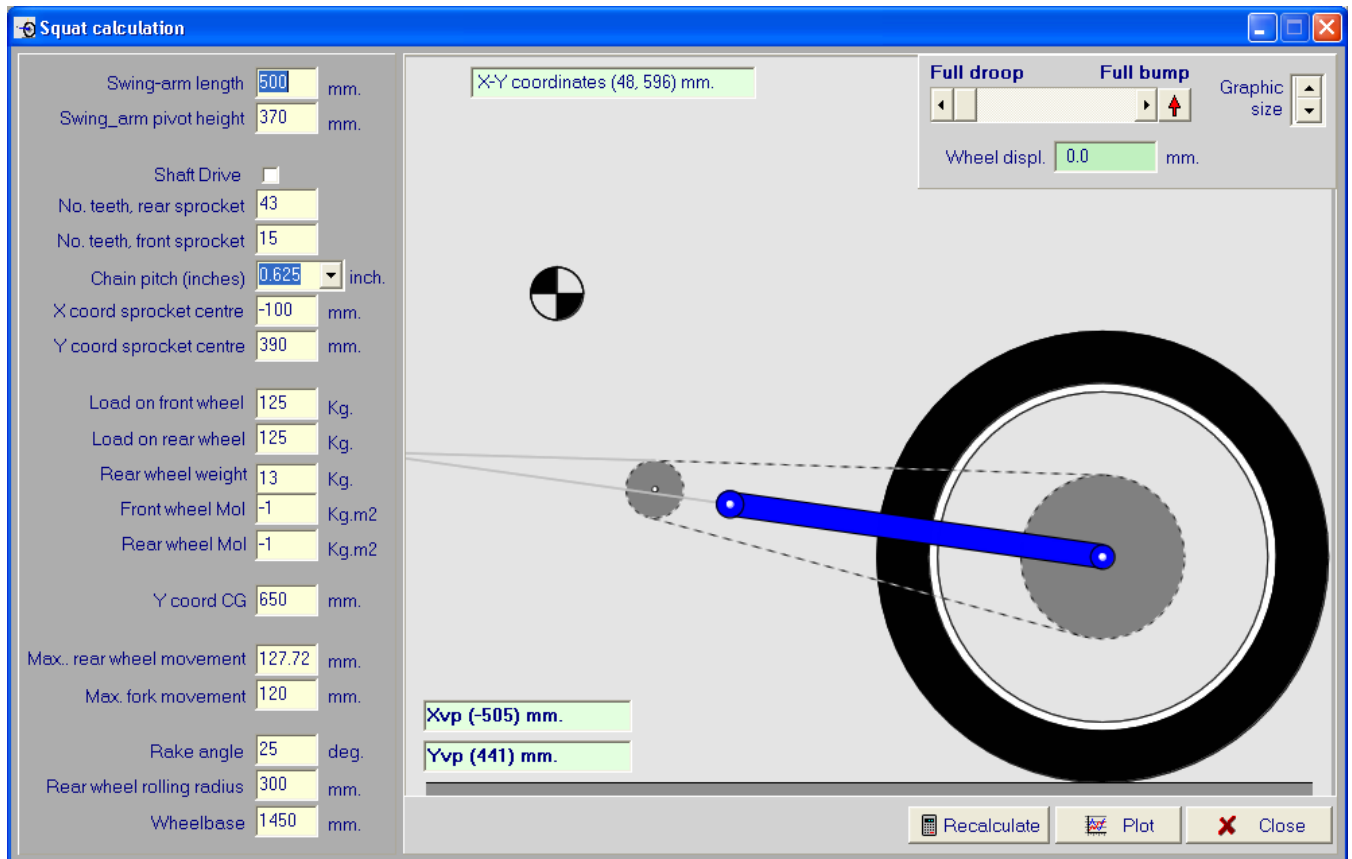 Squat calculation
Swing-arm length 500 mm.
Swing_arm pivot height 370 mm.
Shaft Drive
No. teeth, rear sprocket 43
No. teeth, front sprocket 15
Chain pitch (inches) 0.625 inch.
X coord sprocket centre -100 mm.
Y coord sprocket centre 390 mm.
Load on front wheel 125 Kg.
Load on rear wheel 125 Kg.
Rear wheel weight 13 Kg.
Front wheel MoI -1 Kg.m2
Rear wheel MoI -1 Kg.m2
Y coord CG 650 mm.
Max.. rear wheel movement 127.72 mm.
Max. fork movement 120 mm.
Rake angle 25 deg.
Rear wheel rolling radius 300 mm.
Wheelbase 1450 mm.
X-Y coordinates (48, 596) mm.
Full droop Full bump
Graphic size
Wheel displ. 0.0 mm.
Xvp (-505) mm.
Yvp (441) mm.
Recalculate Plot Close